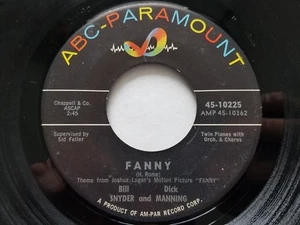 ABC-PARAMOUNT
Chappell & Co.
ASCAP
2:45
45-10225
AMP 45-10162
Supervised by
Sid Feller
Twin Pianos with
Orch. & Chorus
FANNY
(H. Rome)
Theme from Joshua Logan's Motion Picture "FANNY"
Bill Dick
SNYDER and MANNING
A PRODUCT OF AM-PAR RECORD CORP.